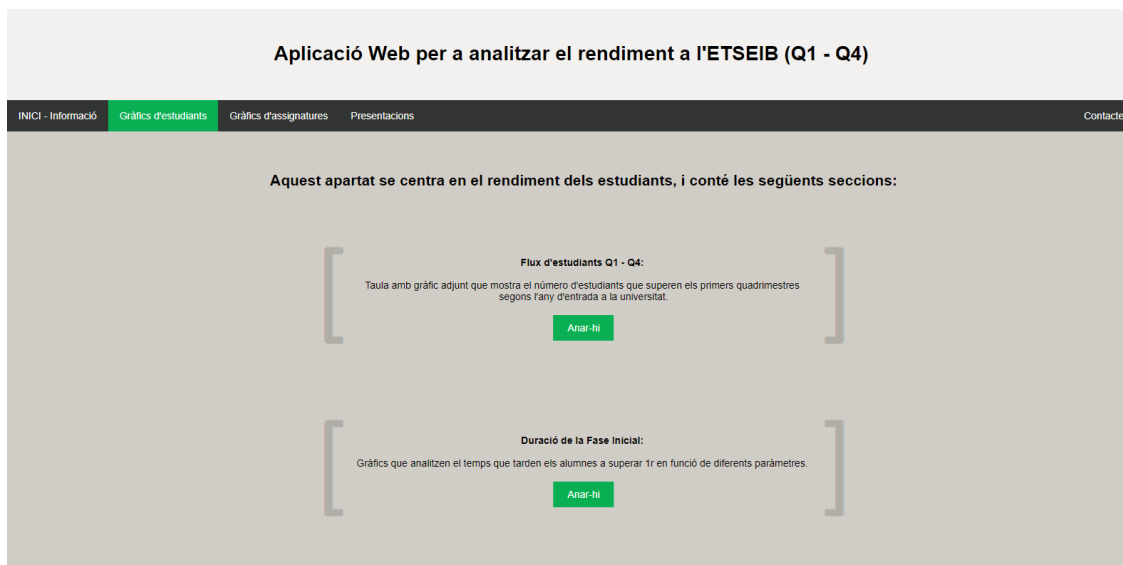 Aplicació Web per a analitzar el rendiment a l'ETSEIB (Q1 - Q4)
INICI - Informació Gràfics d'estudiants Gràfics d'assignatures Presentacions Contacte
Aquest apartat se centra en el rendiment dels estudiants, i conté les següents seccions:
Flux d'estudiants Q1 - Q4:
Taula amb gràfic adjunt que mostra el número d'estudiants que superen els primers quadrimestres
segons l'any d'entrada a la universitat.
Anar-hi
Duració de la Fase Inicial:
Gràfics que analitzen el temps que tarden els alumnes a superar 1r en funció de diferents paràmetres.
Anar-hi